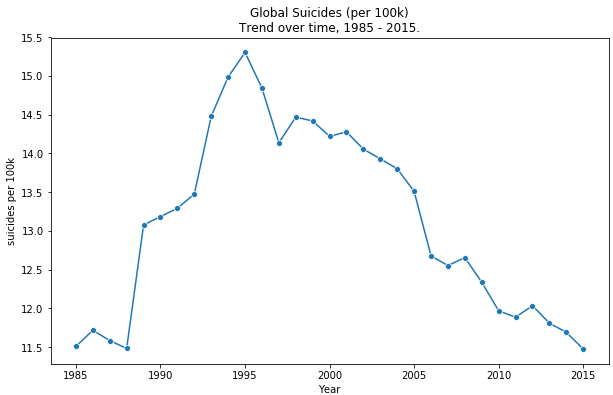 Global Suicides (per 100k)
Trend over time, 1985 - 2015.
15.5
15.0
14.5
14.0
13.5
13.0
12.5
12.0
11.5
suicides per 100k
1985 1990 1995 2000 2005 2010 2015
Year